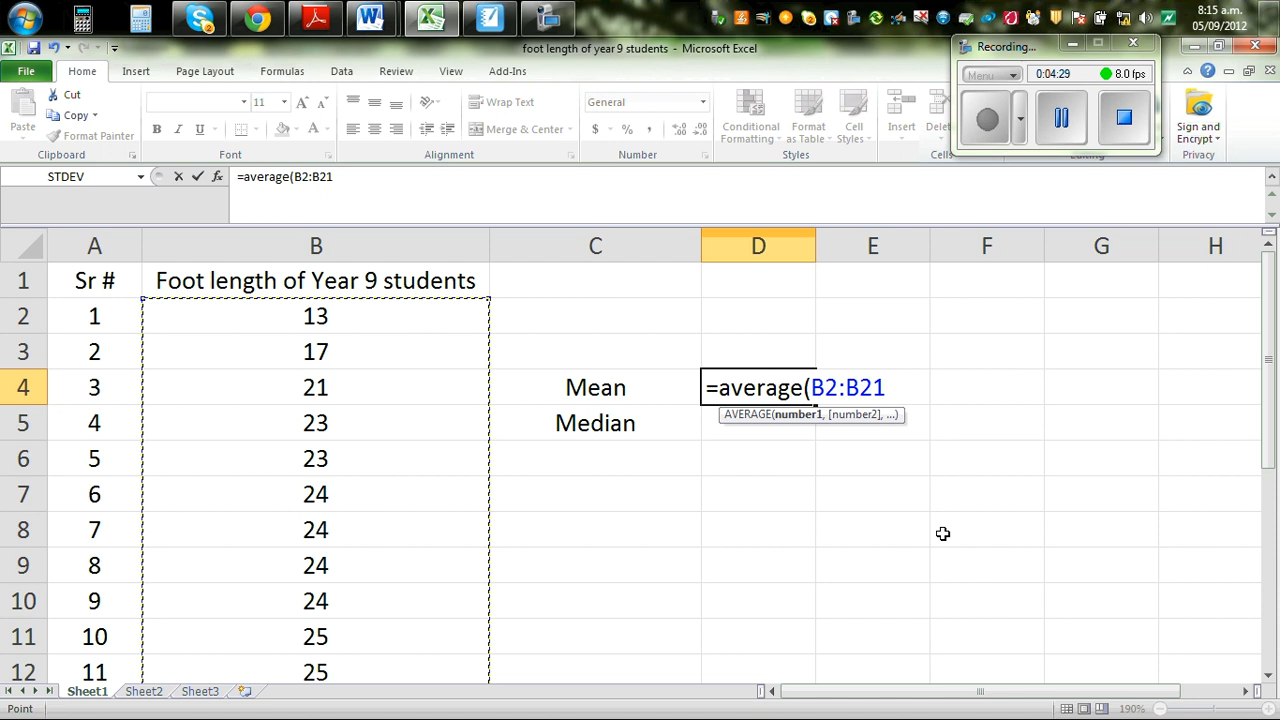 8:15 a.m.
05/09/2012
foot length of year 9 students - Microsoft Excel
Recording...
Menu
0:04:29
8.0 fps
File Home Insert Page Layout Formulas Data Review View Add-Ins
Paste
Cut
Copy
Format Painter
Clipboard
11
B I U
A A
Font
Wrap Text
Merge & Center
Alignment
General
$ % ,
Number
Conditional Formatting
Format as Table
Cell Styles
Styles
Insert
Delet
Cells
Editing
Sign and Encrypt
Privacy
STDEV
fx
=average(B2:B21
A B C D E F G H
1 Sr # Foot length of Year 9 students
2 1 13
3 2 17
4 3 21 Mean =average(B2:B21
AVERAGE(number1, [number2], ...)
5 4 23 Median
6 5 23
7 6 24
8 7 24
9 8 24
10 9 24
11 10 25
12 11 25
Sheet1 Sheet2 Sheet3
Point
190%